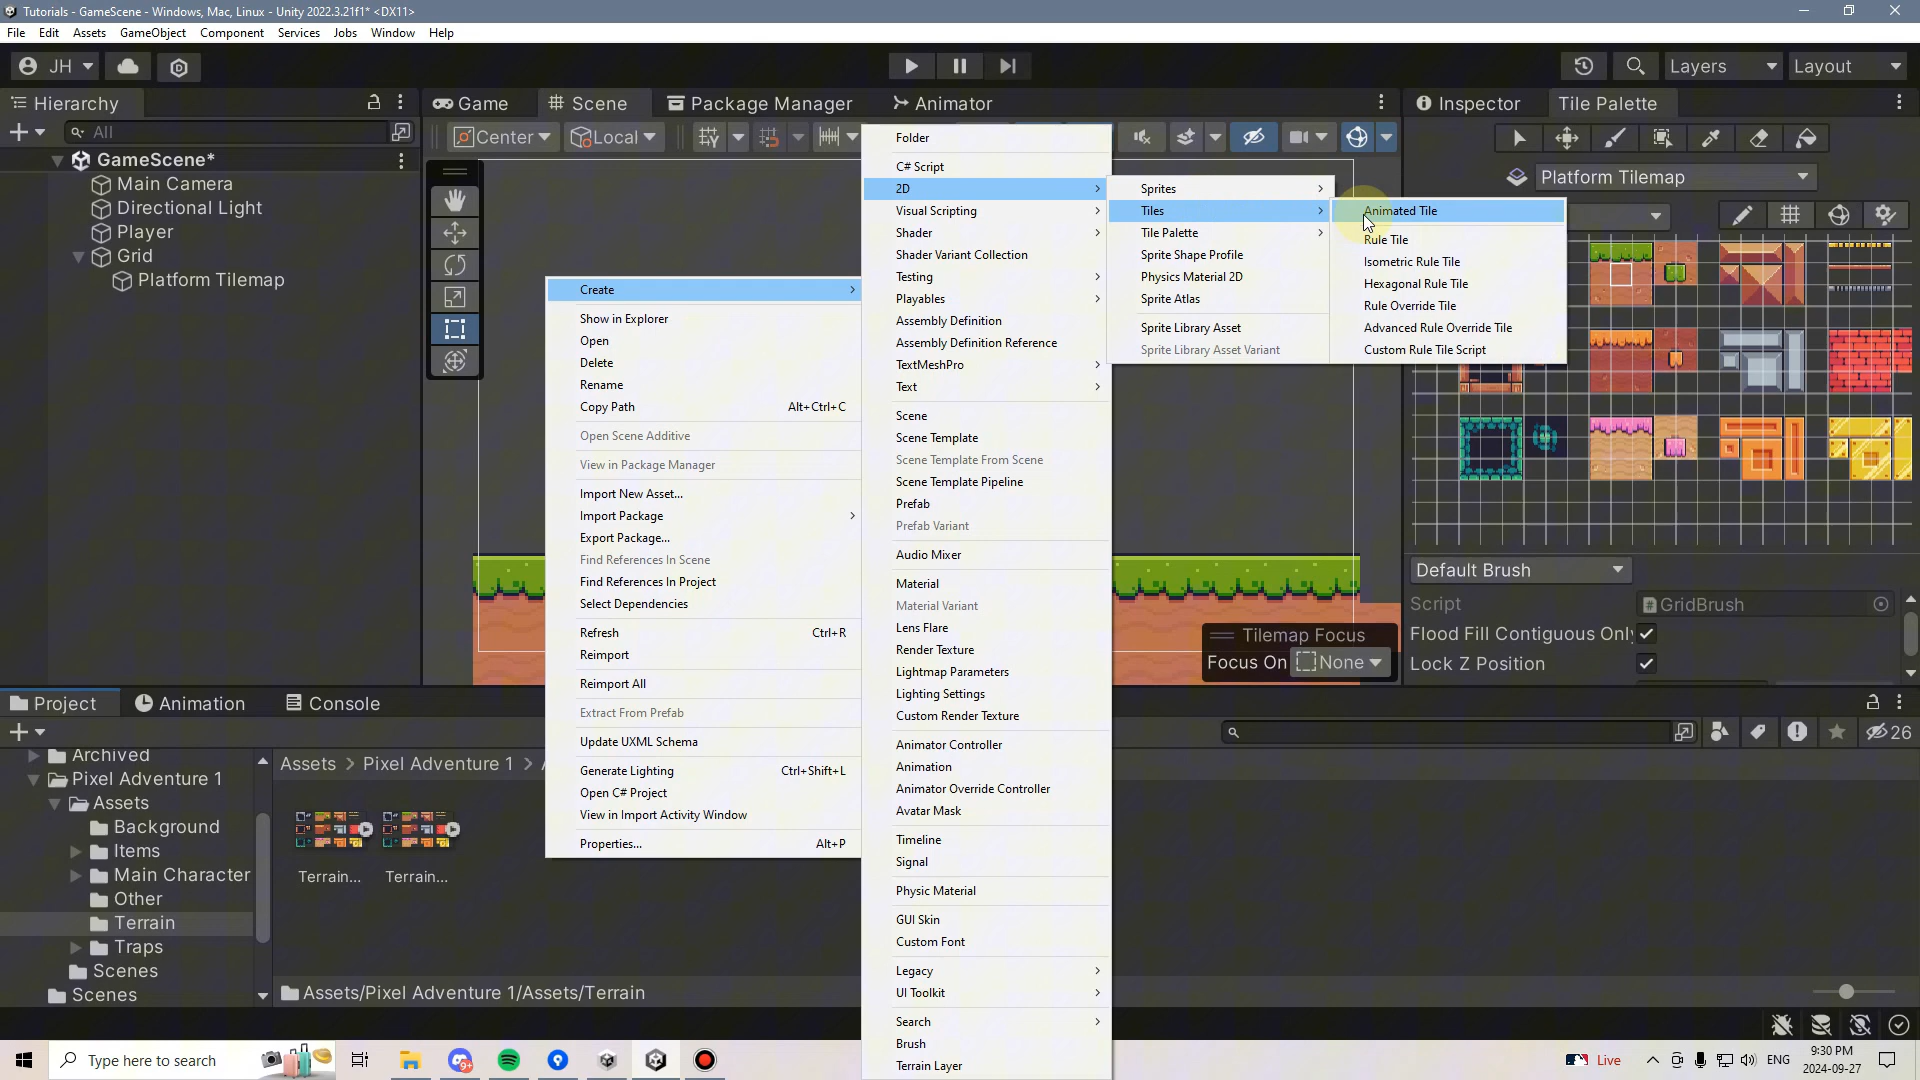 Tutorials - GameScene - Windows, Mac, Linux - Unity 2022.3.21f1* <DX11>
File Edit Assets GameObject Component Services Jobs Window Help
JH
Layers
Layout
Hierarchy
Game
Scene
Package Manager
Animator
Inspector
Tile Palette
All
Center
Local
GameScene*
Main Camera
Directional Light
Player
Grid
Platform Tilemap
Create
Show in Explorer
Open
Delete
Rename
Copy Path Alt+Ctrl+C
Open Scene Additive
View in Package Manager
Import New Asset...
Import Package
Export Package...
Find References In Scene
Find References In Project
Select Dependencies
Refresh Ctrl+R
Reimport
Reimport All
Extract From Prefab
Update UXML Schema
Generate Lighting Ctrl+Shift+L
Open C# Project
View in Import Activity Window
Properties... Alt+P
Folder
C# Script
2D
Visual Scripting
Shader
Shader Variant Collection
Testing
Playables
Assembly Definition
Assembly Definition Reference
TextMeshPro
Text
Scene
Scene Template
Scene Template From Scene
Scene Template Pipeline
Prefab
Prefab Variant
Audio Mixer
Material
Material Variant
Lens Flare
Render Texture
Lightmap Parameters
Lighting Settings
Custom Render Texture
Animator Controller
Animation
Animator Override Controller
Avatar Mask
Timeline
Signal
Physic Material
GUI Skin
Custom Font
Legacy
UI Toolkit
Search
Brush
Terrain Layer
Sprites
Tiles
Tile Palette
Sprite Shape Profile
Physics Material 2D
Sprite Atlas
Sprite Library Asset
Sprite Library Asset Variant
Animated Tile
Rule Tile
Isometric Rule Tile
Hexagonal Rule Tile
Rule Override Tile
Advanced Rule Override Tile
Custom Rule Tile Script
Platform Tilemap
Default Brush
Script GridBrush
Flood Fill Contiguous Only
Lock Z Position
Tilemap Focus
Focus On None
Project
Animation
Console
26
Archived
Pixel Adventure 1
Assets
Background
Items
Main Character
Other
Terrain
Traps
Scenes
Scenes
Assets > Pixel Adventure 1 >
Terrain...
Terrain...
Assets/Pixel Adventure 1/Assets/Terrain
Type here to search
9+
Live
ENG
9:30 PM
2024-09-27